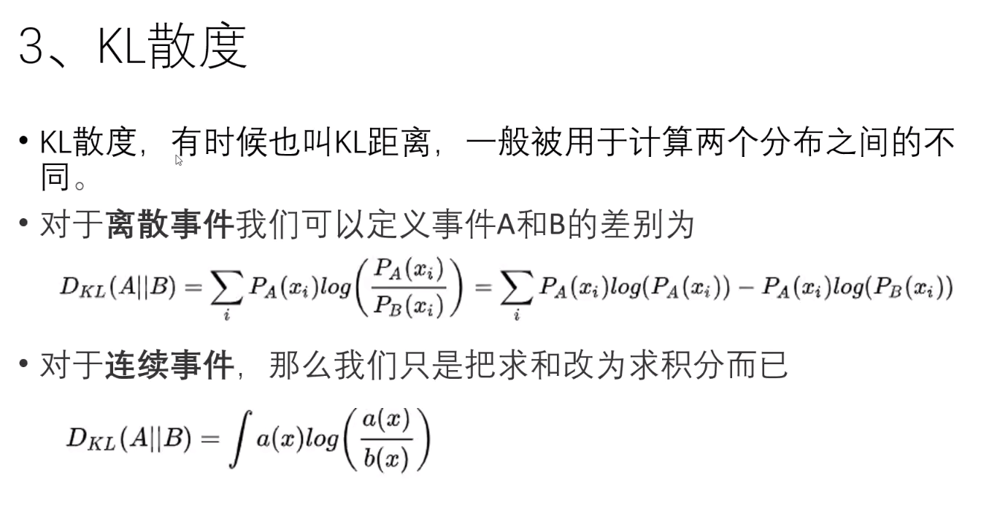 3、KL散度
• KL散度，有时候也叫KL距离，一般被用于计算两个分布之间的不
同。
• 对于离散事件我们可以定义事件A和B的差别为
D_{KL}(A||B) = \sum_i P_A(x_i)log\left(\frac{P_A(x_i)}{P_B(x_i)}\right) = \sum_i P_A(x_i)log(P_A(x_i)) - P_A(x_i)log(P_B(x_i))
• 对于连续事件，那么我们只是把求和改为求积分而已
D_{KL}(A||B) = \int a(x)log\left(\frac{a(x)}{b(x)}\right)